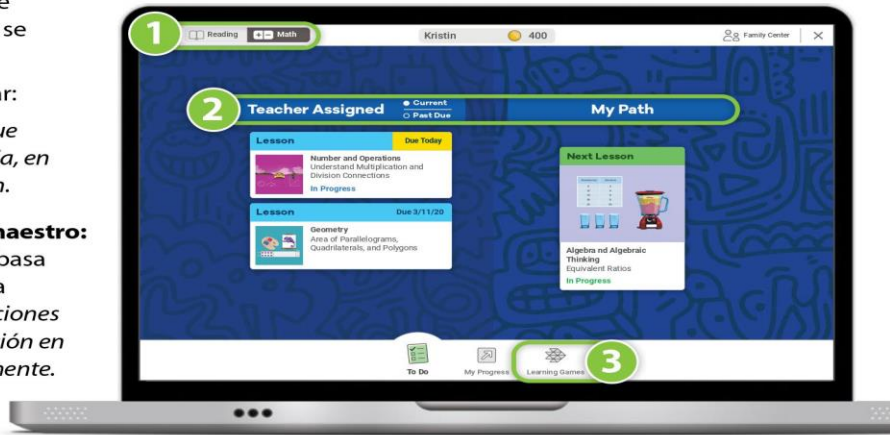 se
ar:
ue
a, en
n.
maestro:
pasa
a
ciones
ción en
mente.
1
Reading
Math
Kristin
400
Family Center
2
Teacher Assigned
Current
Past Due
My Path
Lesson
Due Today
Number and Operations
Understand Multiplication and
Division Connections
In Progress
Lesson
Due 3/11/20
Geometry
Area of Parallelograms,
Quadrilaterals, and Polygons
Next Lesson
Algebra nd Algebraic
Thinking
Equivalent Ratios
In Progress
To Do
My Progress
Learning Games
3